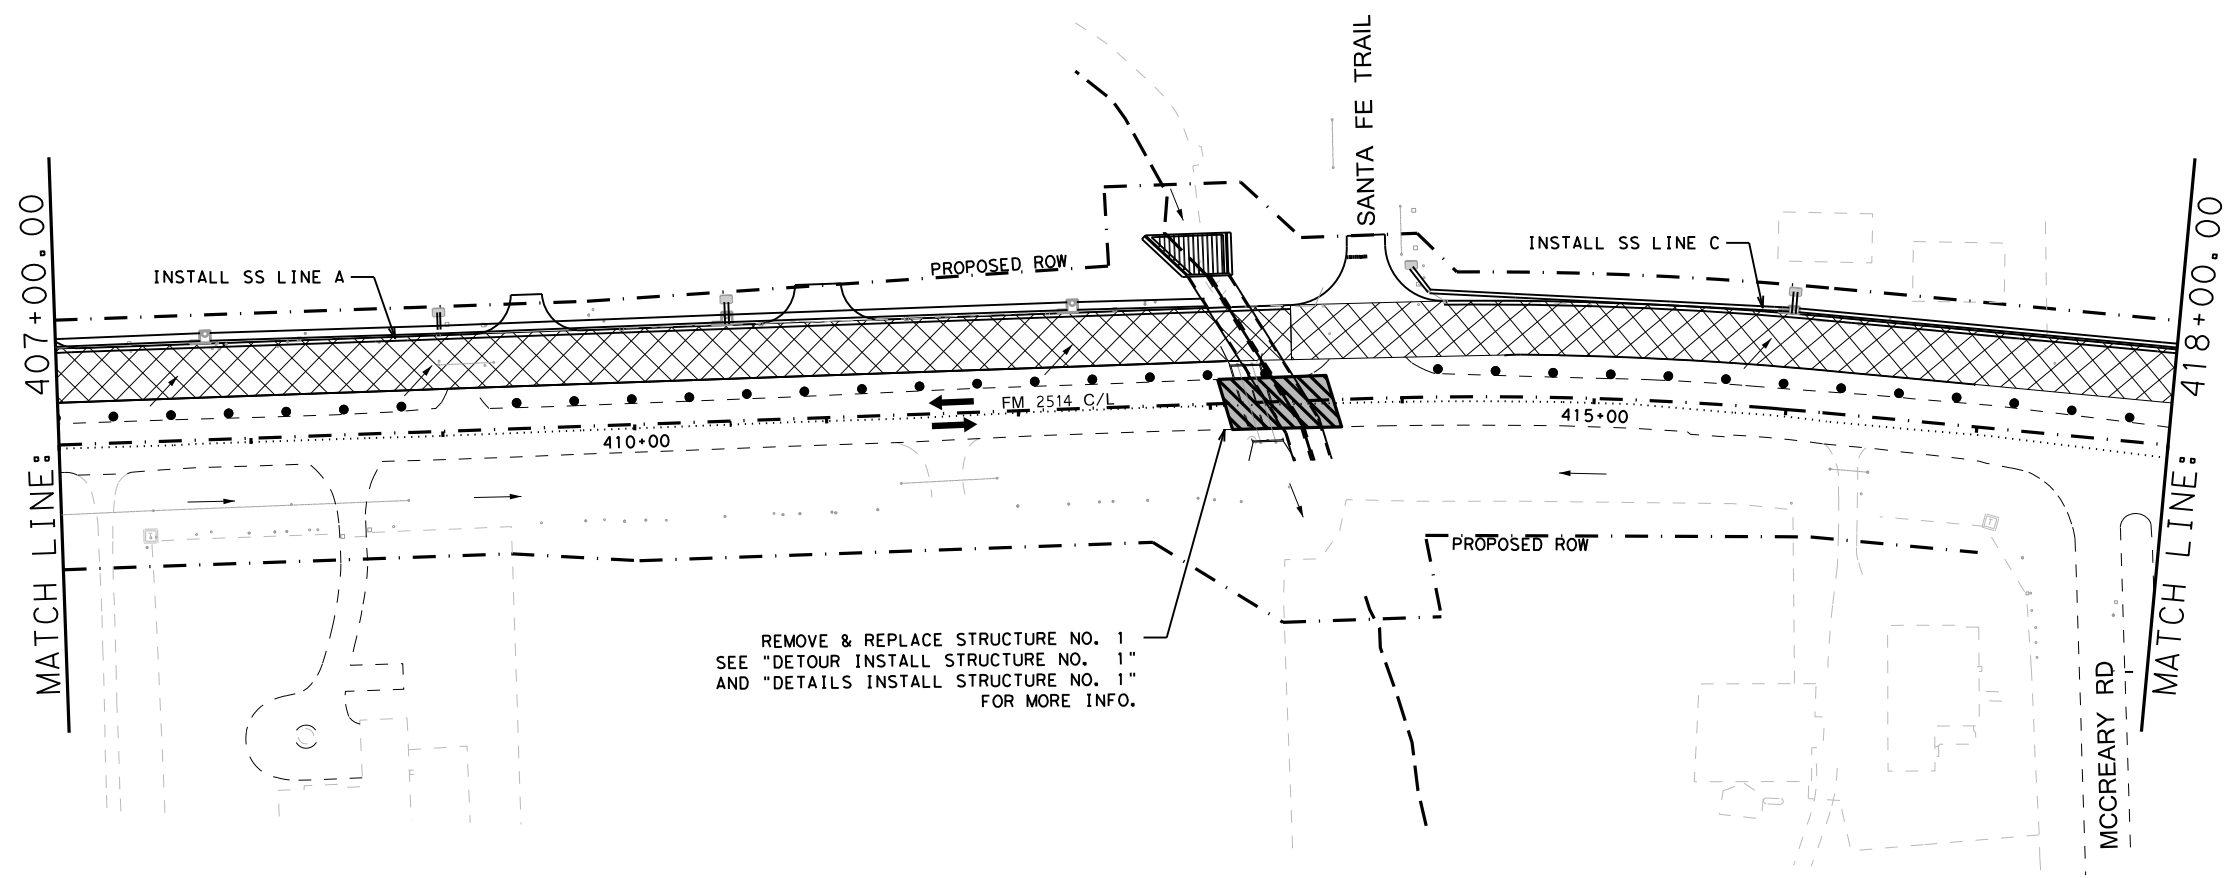 SANTA FE TRAIL
MATCH LINE: 407+00.00
INSTALL SS LINE A
PROPOSED ROW
INSTALL SS LINE C
MATCH LINE: 418+00.00
FM 2514 C/L
410+00
415+00
PROPOSED ROW
REMOVE & REPLACE STRUCTURE NO. 1
SEE "DETOUR INSTALL STRUCTURE NO. 1"
AND "DETAILS INSTALL STRUCTURE NO. 1"
FOR MORE INFO.
MCCREARY RD